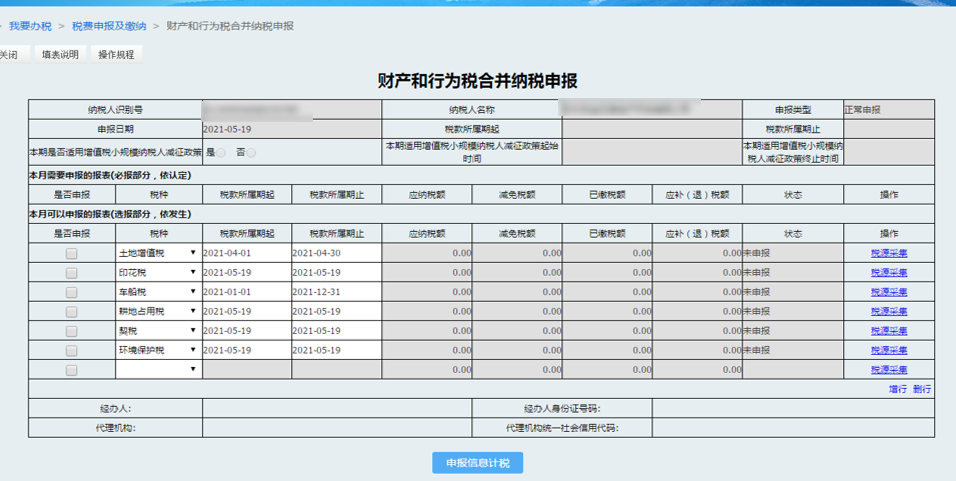 我要办税 > 税费申报及缴纳 > 财产和行为税合并纳税申报
关闭 填表说明 操作规程
财产和行为税合并纳税申报
纳税人识别号 纳税人名称 申报类型 正常申报
申报日期 2021-05-19 税款所属期起 税款所属期止
本期是否适用增值税小规模纳税人减征政策 是 否 本期适用增值税小规模纳税人减征政策起始时间 本期适用增值税小规模纳税人减征政策终止时间
本月需要申报的报表(必报部分，依认定)
是否申报 税种 税款所属期起 税款所属期止 应纳税额 减免税额 已缴税额 应补（退）税额 状态 操作
本月可以申报的报表(选报部分，依发生)
是否申报 税种 税款所属期起 税款所属期止 应纳税额 减免税额 已缴税额 应补（退）税额 状态 操作
土地增值税 2021-04-01 2021-04-30 0.00 0.00 0.00 0.00 未申报 税源采集
印花税 2021-05-19 2021-05-19 0.00 0.00 0.00 0.00 未申报 税源采集
车船税 2021-01-01 2021-12-31 0.00 0.00 0.00 0.00 未申报 税源采集
耕地占用税 2021-05-19 2021-05-19 0.00 0.00 0.00 0.00 未申报 税源采集
契税 2021-05-19 2021-05-19 0.00 0.00 0.00 0.00 未申报 税源采集
环境保护税 2021-05-19 2021-05-19 0.00 0.00 0.00 0.00 未申报 税源采集
0.00 0.00 0.00 0.00 税源采集
增行 删行
经办人： 经办人身份证号码：
代理机构： 代理机构统一社会信用代码：
申报信息计税